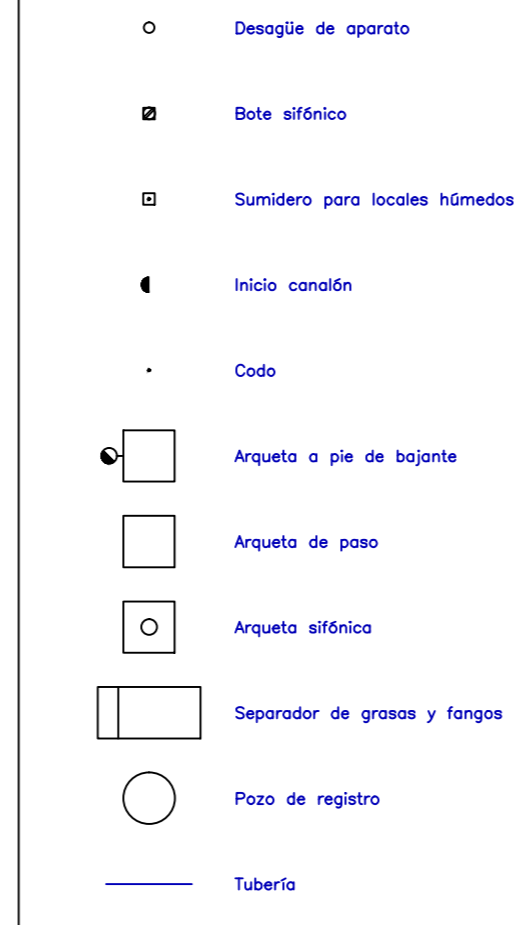 Desagüe de aparato
Bote sifónico
Sumidero para locales húmedos
Inicio canalón
Codo
Arqueta a pie de bajante
Arqueta de paso
Arqueta sifónica
Separador de grasas y fangos
Pozo de registro
Tubería